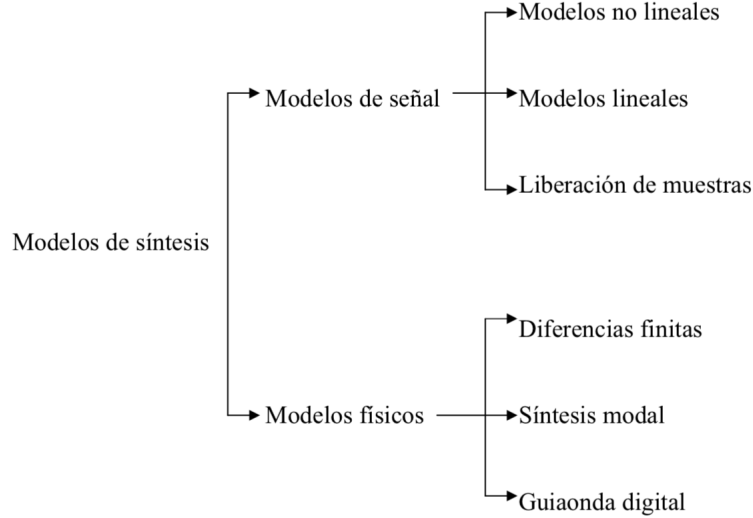 Modelos no lineales
Modelos de señal
Modelos lineales
Liberación de muestras
Modelos de síntesis
Diferencias finitas
Modelos físicos
Síntesis modal
Guiaonda digital